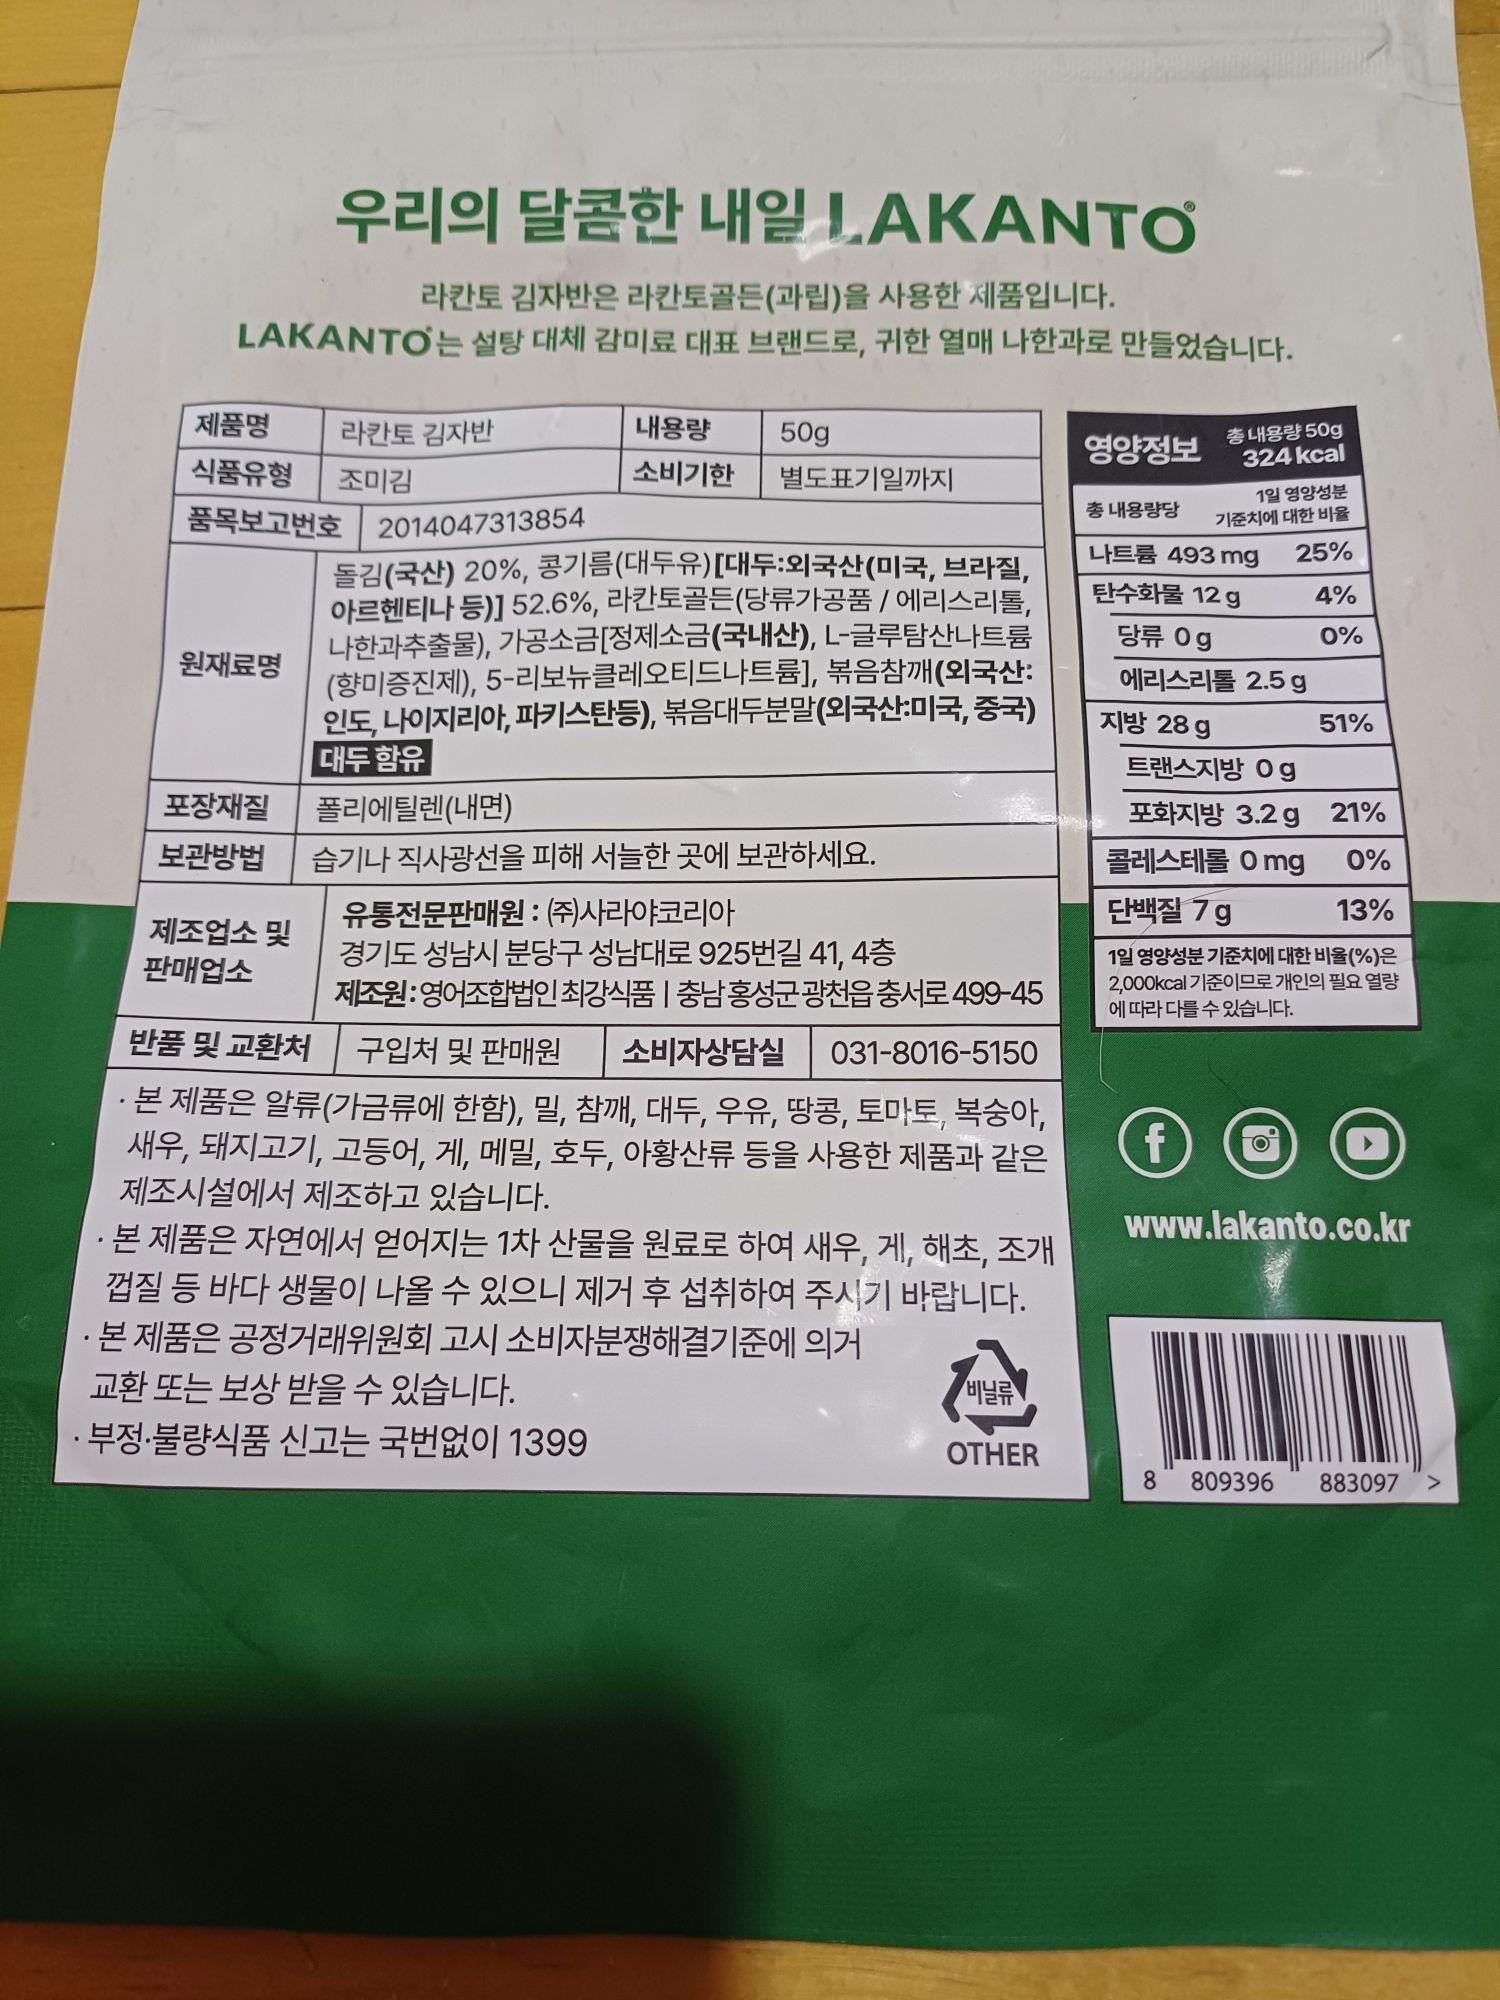 우리의 달콤한 내일 LAKANTO®
라칸토 김자반은 라칸토골든(과립)을 사용한 제품입니다.
LAKANTO®는 설탕 대체 감미료 대표 브랜드로, 귀한 열매 나한과로 만들었습니다.
제품명 라칸토 김자반 내용량 50g
식품유형 조미김 소비기한 별도표기일까지
품목보고번호 2014047313854
원재료명
돌김(국산) 20%, 콩기름(대두유)[대두:외국산(미국, 브라질,
아르헨티나 등)] 52.6%, 라칸토골든(당류가공품 / 에리스리톨,
나한과추출물), 가공소금[정제소금(국내산), L-글루탐산나트륨
(향미증진제), 5-리보뉴클레오티드나트륨], 볶음참깨(외국산:
인도, 나이지리아, 파키스탄등), 볶음대두분말(외국산:미국, 중국)
대두 함유
포장재질 폴리에틸렌(내면)
보관방법 습기나 직사광선을 피해 서늘한 곳에 보관하세요.
제조업소 및
판매업소
유통전문판매원 : ㈜사라야코리아
경기도 성남시 분당구 성남대로 925번길 41, 4층
제조원 : 영어조합법인 최강식품 | 충남 홍성군 광천읍 충서로 499-45
반품 및 교환처 구입처 및 판매원 소비자상담실 031-8016-5150
· 본 제품은 알류(가금류에 한함), 밀, 참깨, 대두, 우유, 땅콩, 토마토, 복숭아,
새우, 돼지고기, 고등어, 게, 메밀, 호두, 아황산류 등을 사용한 제품과 같은
제조시설에서 제조하고 있습니다.
· 본 제품은 자연에서 얻어지는 1차 산물을 원료로 하여 새우, 게, 해초, 조개
껍질 등 바다 생물이 나올 수 있으니 제거 후 섭취하여 주시기 바랍니다.
· 본 제품은 공정거래위원회 고시 소비자분쟁해결기준에 의거
교환 또는 보상 받을 수 있습니다.
· 부정·불량식품 신고는 국번없이 1399
비닐류
OTHER
영양정보 총 내용량 50g
324 kcal
총 내용량당 1일 영양성분
기준치에 대한 비율
나트륨 493 mg 25%
탄수화물 12 g 4%
당류 0 g 0%
에리스리톨 2.5 g
지방 28 g 51%
트랜스지방 0 g
포화지방 3.2 g 21%
콜레스테롤 0 mg 0%
단백질 7 g 13%
1일 영양성분 기준치에 대한 비율(%)은
2,000kcal 기준이므로 개인의 필요 열량
에 따라 다를 수 있습니다.
www.lakanto.co.kr
8 809396 883097 >